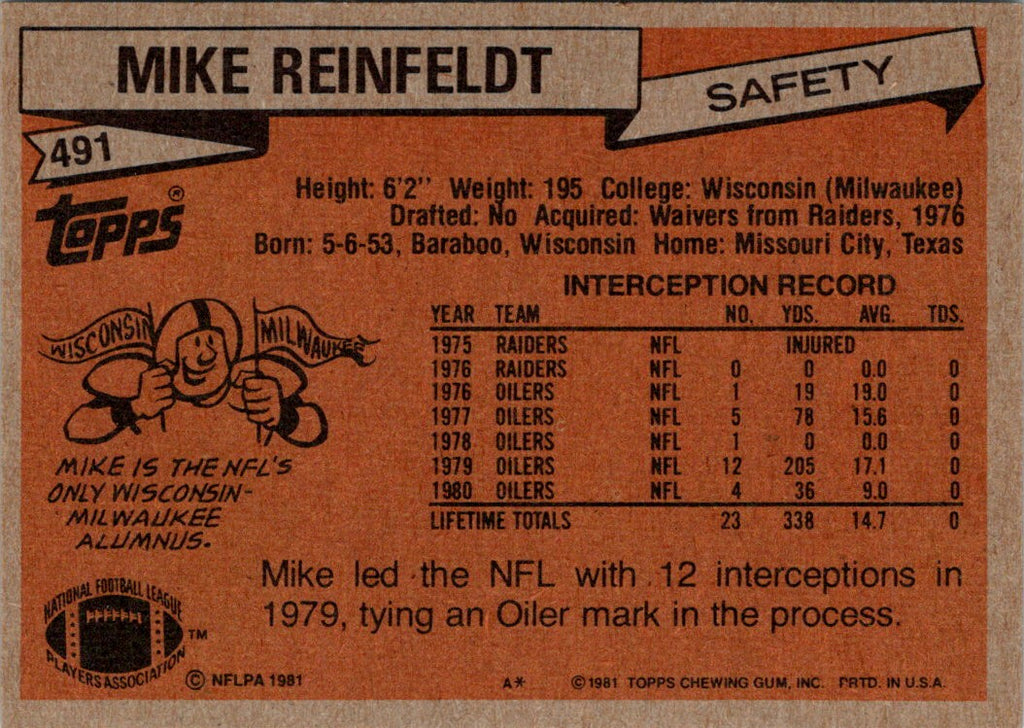 MIKE REINFELDT
SAFETY
491
TOPPS®
Height: 6'2" Weight: 195 College: Wisconsin (Milwaukee)
Drafted: No Acquired: Waivers from Raiders, 1976
Born: 5-6-53, Baraboo, Wisconsin Home: Missouri City, Texas
INTERCEPTION RECORD
YEAR TEAM NO. YDS. AVG. TDS.
1975 RAIDERS NFL INJURED
1976 RAIDERS NFL 0 0 0.0 0
1976 OILERS NFL 1 19 19.0 0
1977 OILERS NFL 5 78 15.6 0
1978 OILERS NFL 1 0 0.0 0
1979 OILERS NFL 12 205 17.1 0
1980 OILERS NFL 4 36 9.0 0
LIFETIME TOTALS 23 338 14.7 0
WISCONSIN MILWAUKEE
MIKE IS THE NFL'S
ONLY WISCONSIN-
MILWAUKEE
ALUMNUS.
Mike led the NFL with 12 interceptions in
1979, tying an Oiler mark in the process.
NATIONAL FOOTBALL LEAGUE
PLAYERS ASSOCIATION TM
© NFLPA 1981
A*
© 1981 TOPPS CHEWING GUM, INC. PRTD. IN U.S.A.